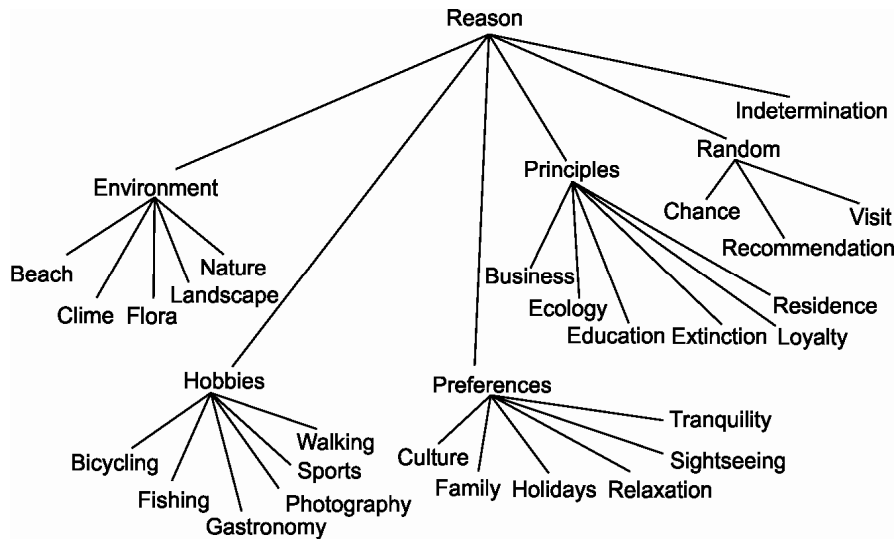 Reason
Indetermination
Random
Chance
Recommendation
Visit
Principles
Business
Ecology
Education
Extinction
Loyalty
Residence
Environment
Beach
Clime
Flora
Landscape
Nature
Hobbies
Bicycling
Fishing
Gastronomy
Photography
Sports
Walking
Preferences
Culture
Family
Holidays
Relaxation
Sightseeing
Tranquility